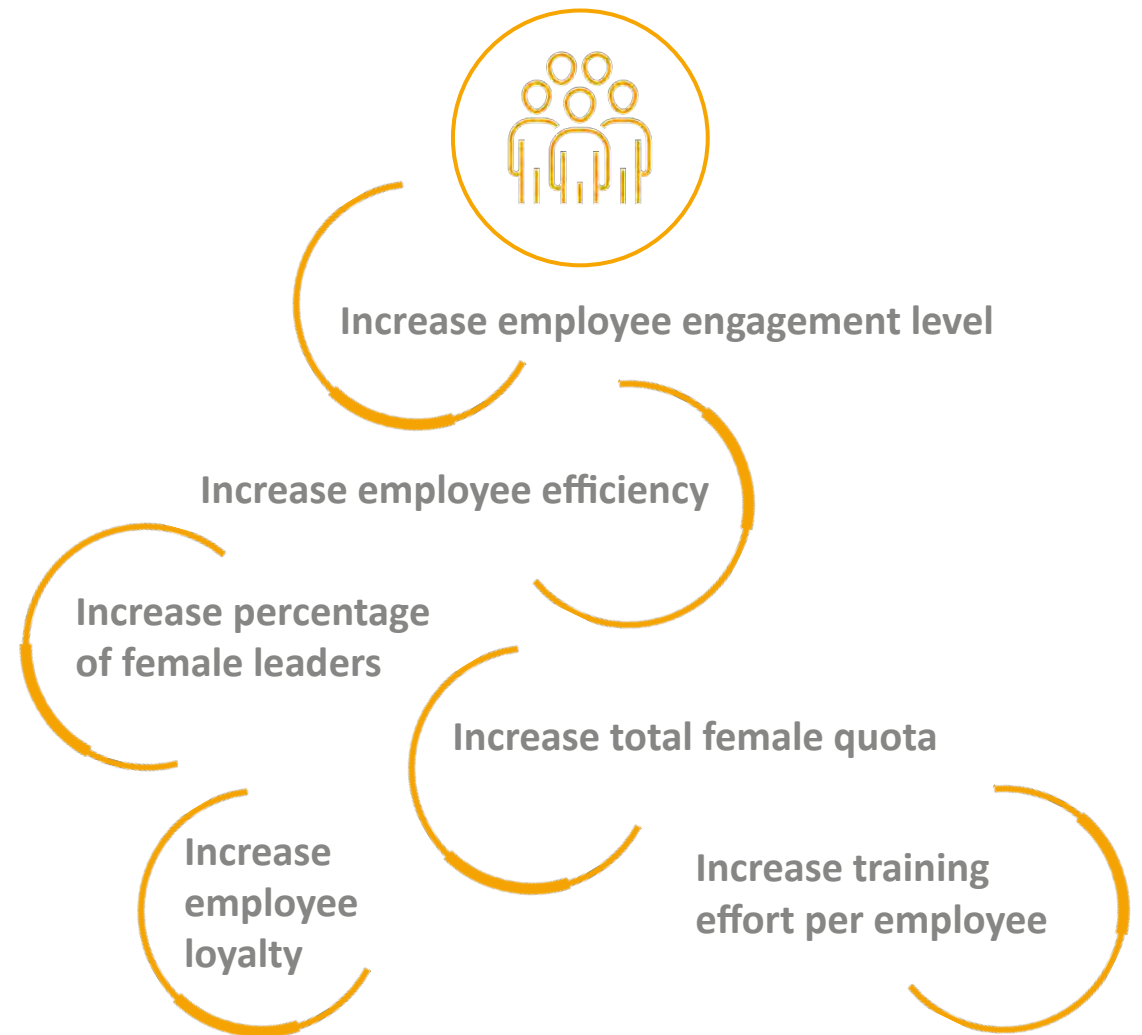 Increase employee engagement level
Increase employee efficiency
Increase percentage
of female leaders
Increase total female quota
Increase
employee
loyalty
Increase training
effort per employee